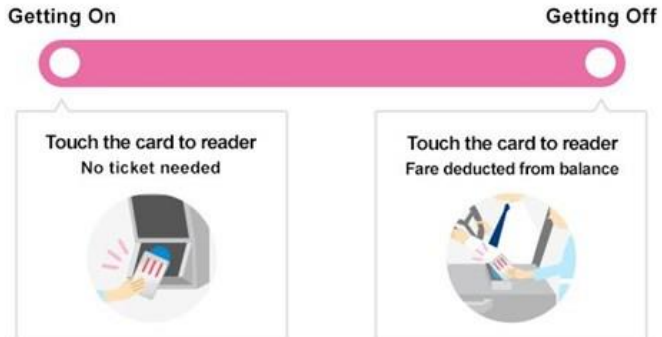 Getting On
Getting Off
Touch the card to reader
No ticket needed
Touch the card to reader
Fare deducted from balance